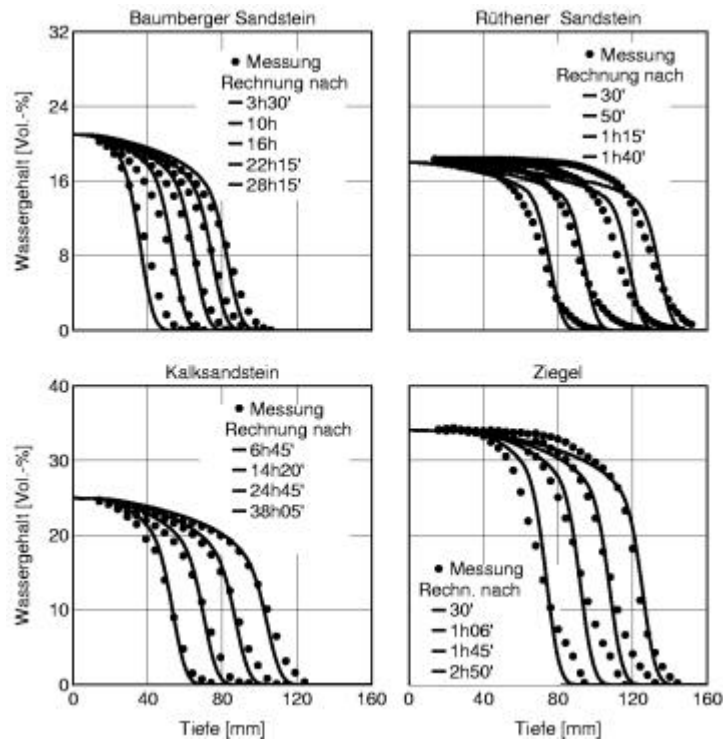 Baumberger Sandstein
32
24
16
8
0
Wassergehalt [Vol.-%]
Messung
Rechnung nach
3h30'
10h
16h
22h15'
28h15'
Rüthener Sandstein
Messung
Rechnung nach
30'
50'
1h15'
1h40'
Kalksandstein
40
30
20
10
0
Wassergehalt [Vol.-%]
Messung
Rechnung nach
6h45'
14h20'
24h45'
38h05'
0 40 80 120 160
Tiefe [mm]
Ziegel
Messung
Rechn. nach
30'
1h06'
1h45'
2h50'
0 40 80 120 160
Tiefe [mm]